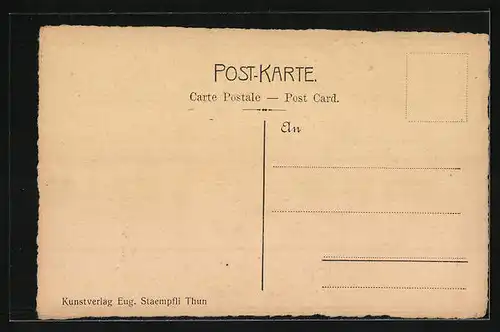 POST-KARTE.
Carte Postale — Post Card.
An
Kunstverlag Eug. Staempfli Thun